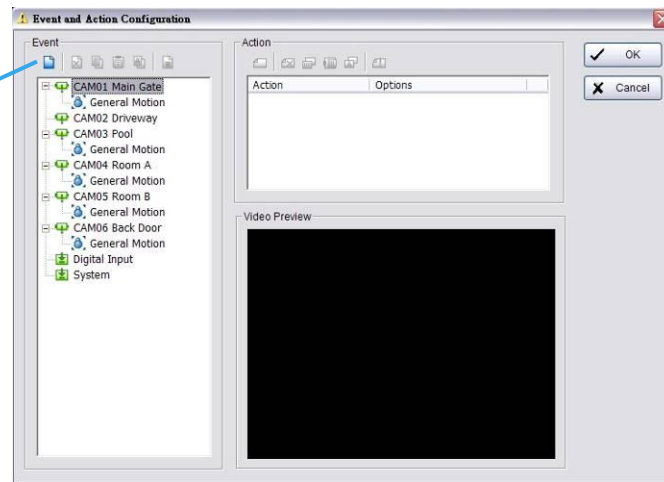 Event and Action Configuration
Event
CAM01 Main Gate
General Motion
CAM02 Driveway
CAM03 Pool
General Motion
CAM04 Room A
General Motion
CAM05 Room B
General Motion
CAM06 Back Door
General Motion
Digital Input
System
Action
Action Options
Video Preview
OK
Cancel